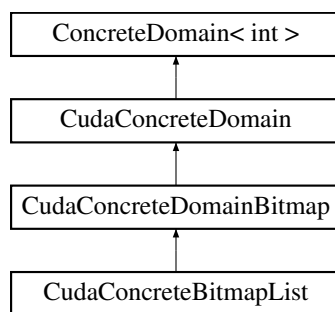 ConcreteDomain< int >
CudaConcreteDomain
CudaConcreteDomainBitmap
CudaConcreteBitmapList